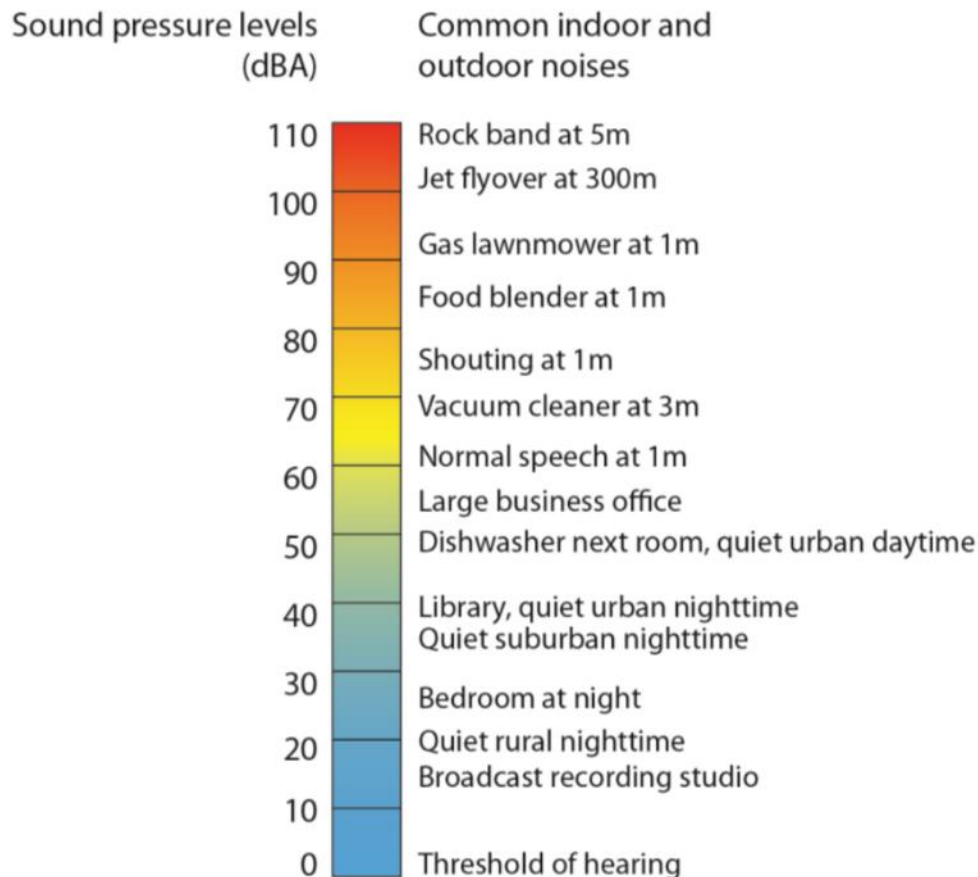 Sound pressure levels
(dBA)
Common indoor and
outdoor noises
110 Rock band at 5m
Jet flyover at 300m
100
Gas lawnmower at 1m
90
Food blender at 1m
80
Shouting at 1m
70 Vacuum cleaner at 3m
Normal speech at 1m
60
Large business office
50 Dishwasher next room, quiet urban daytime
40 Library, quiet urban nighttime
Quiet suburban nighttime
30
Bedroom at night
20 Quiet rural nighttime
Broadcast recording studio
10
0 Threshold of hearing